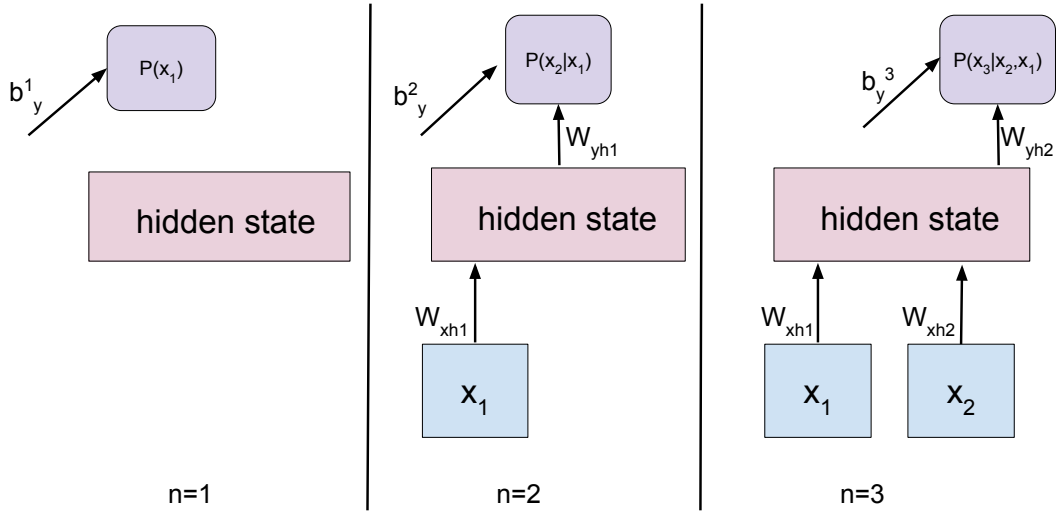 P(x₁)
b¹y
hidden state
n=1
P(x₂|x₁)
b²y
Wyh1
hidden state
Wxh1
x₁
n=2
P(x₃|x₂,x₁)
by³
Wyh2
hidden state
Wxh1
Wxh2
x₁
x₂
n=3